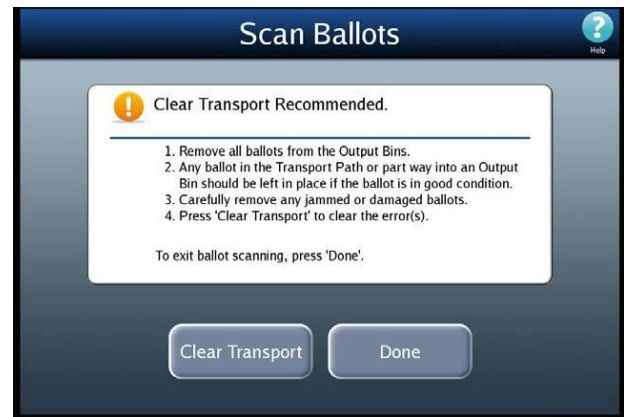 Scan Ballots
Help
Clear Transport Recommended.
1. Remove all ballots from the Output Bins.
2. Any ballot in the Transport Path or part way into an Output
Bin should be left in place if the ballot is in good condition.
3. Carefully remove any jammed or damaged ballots.
4. Press 'Clear Transport' to clear the error(s).
To exit ballot scanning, press 'Done'.
Clear Transport
Done